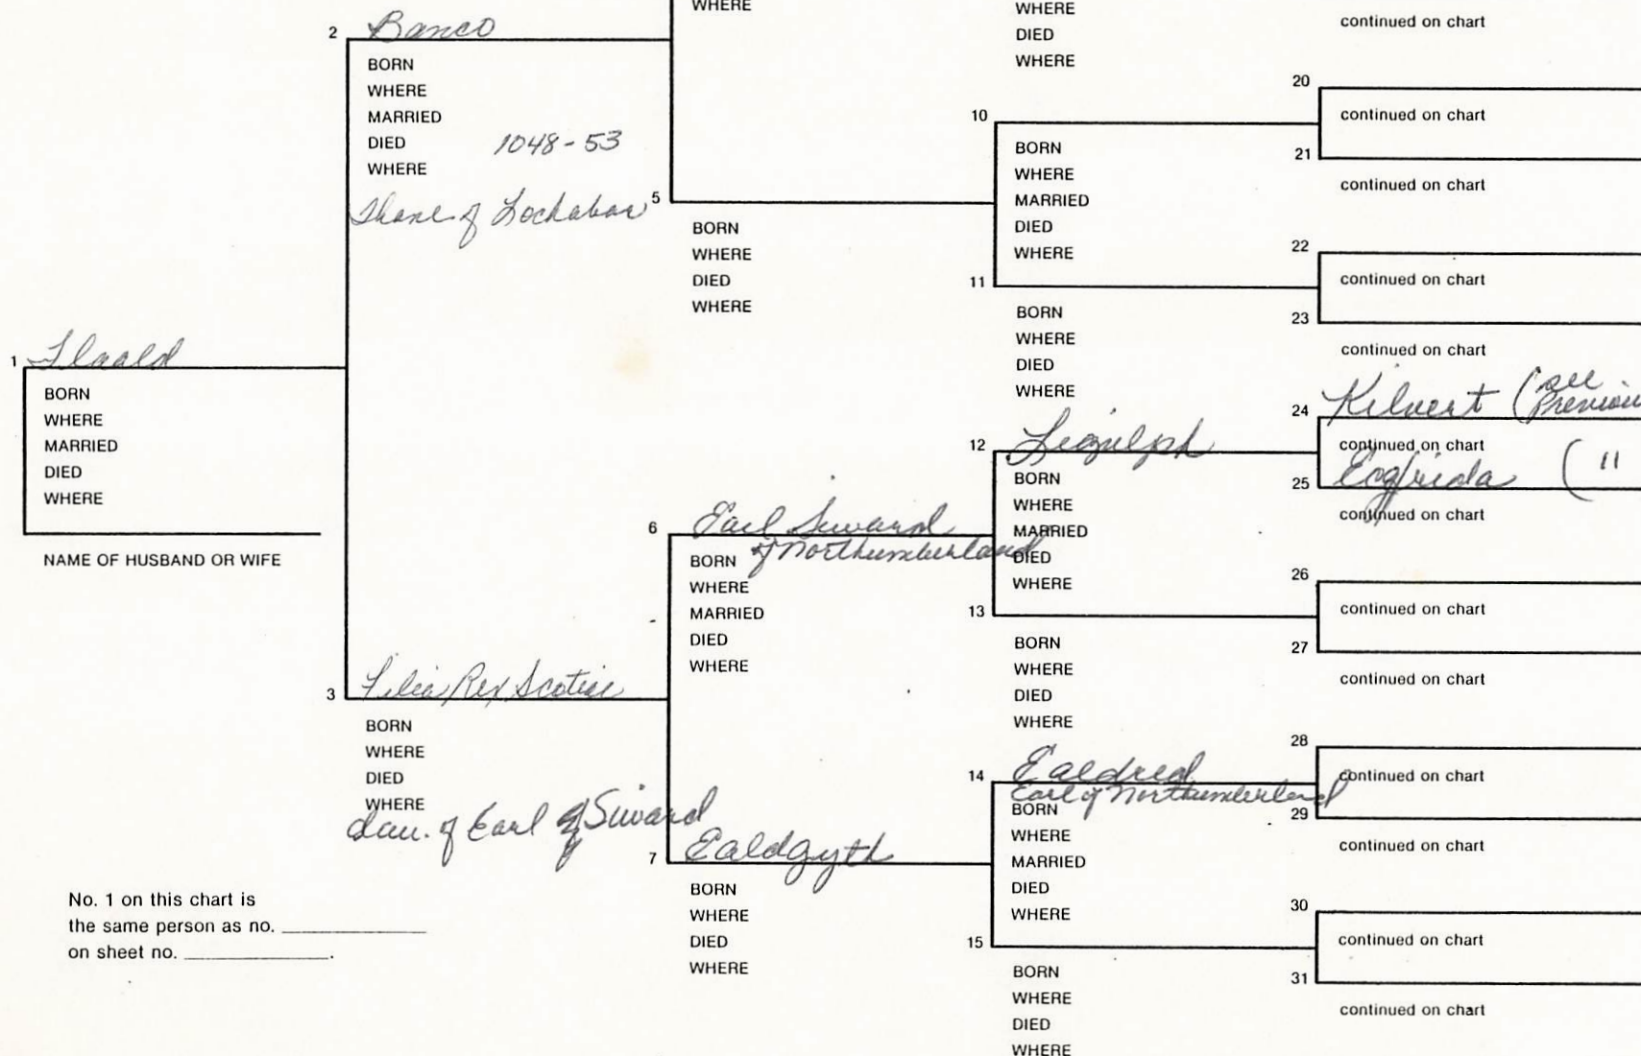 WHERE
WHERE
DIED
WHERE
continued on chart
2 Banco
BORN
WHERE
MARRIED
DIED 1048-53
WHERE
Thane of Lochabar
5
BORN
WHERE
DIED
WHERE
10
BORN
WHERE
MARRIED
DIED
WHERE
11
BORN
WHERE
DIED
WHERE
20
continued on chart
21
continued on chart
22
continued on chart
23
continued on chart
1 Flaald
BORN
WHERE
MARRIED
DIED
WHERE
NAME OF HUSBAND OR WIFE
24 Kilvert (see
Previou
continued on chart
25 Eogfrida ( "
continued on chart
12
BORN
WHERE
MARRIED
DIED
WHERE
6 Earl Siward
of Northumberland
BORN
WHERE
MARRIED
DIED
WHERE
13
BORN
WHERE
DIED
WHERE
26
continued on chart
27
continued on chart
3 Filia Rex Scotiae
BORN
WHERE
DIED
WHERE
dau. of Earl of Siward
28
continued on chart
29
continued on chart
14 Ealdred
Earl of Northumberland
BORN
WHERE
MARRIED
DIED
WHERE
7 Ealdgyth
BORN
WHERE
DIED
WHERE
15
BORN
WHERE
DIED
WHERE
30
continued on chart
31
continued on chart
No. 1 on this chart is
the same person as no.
on sheet no. .